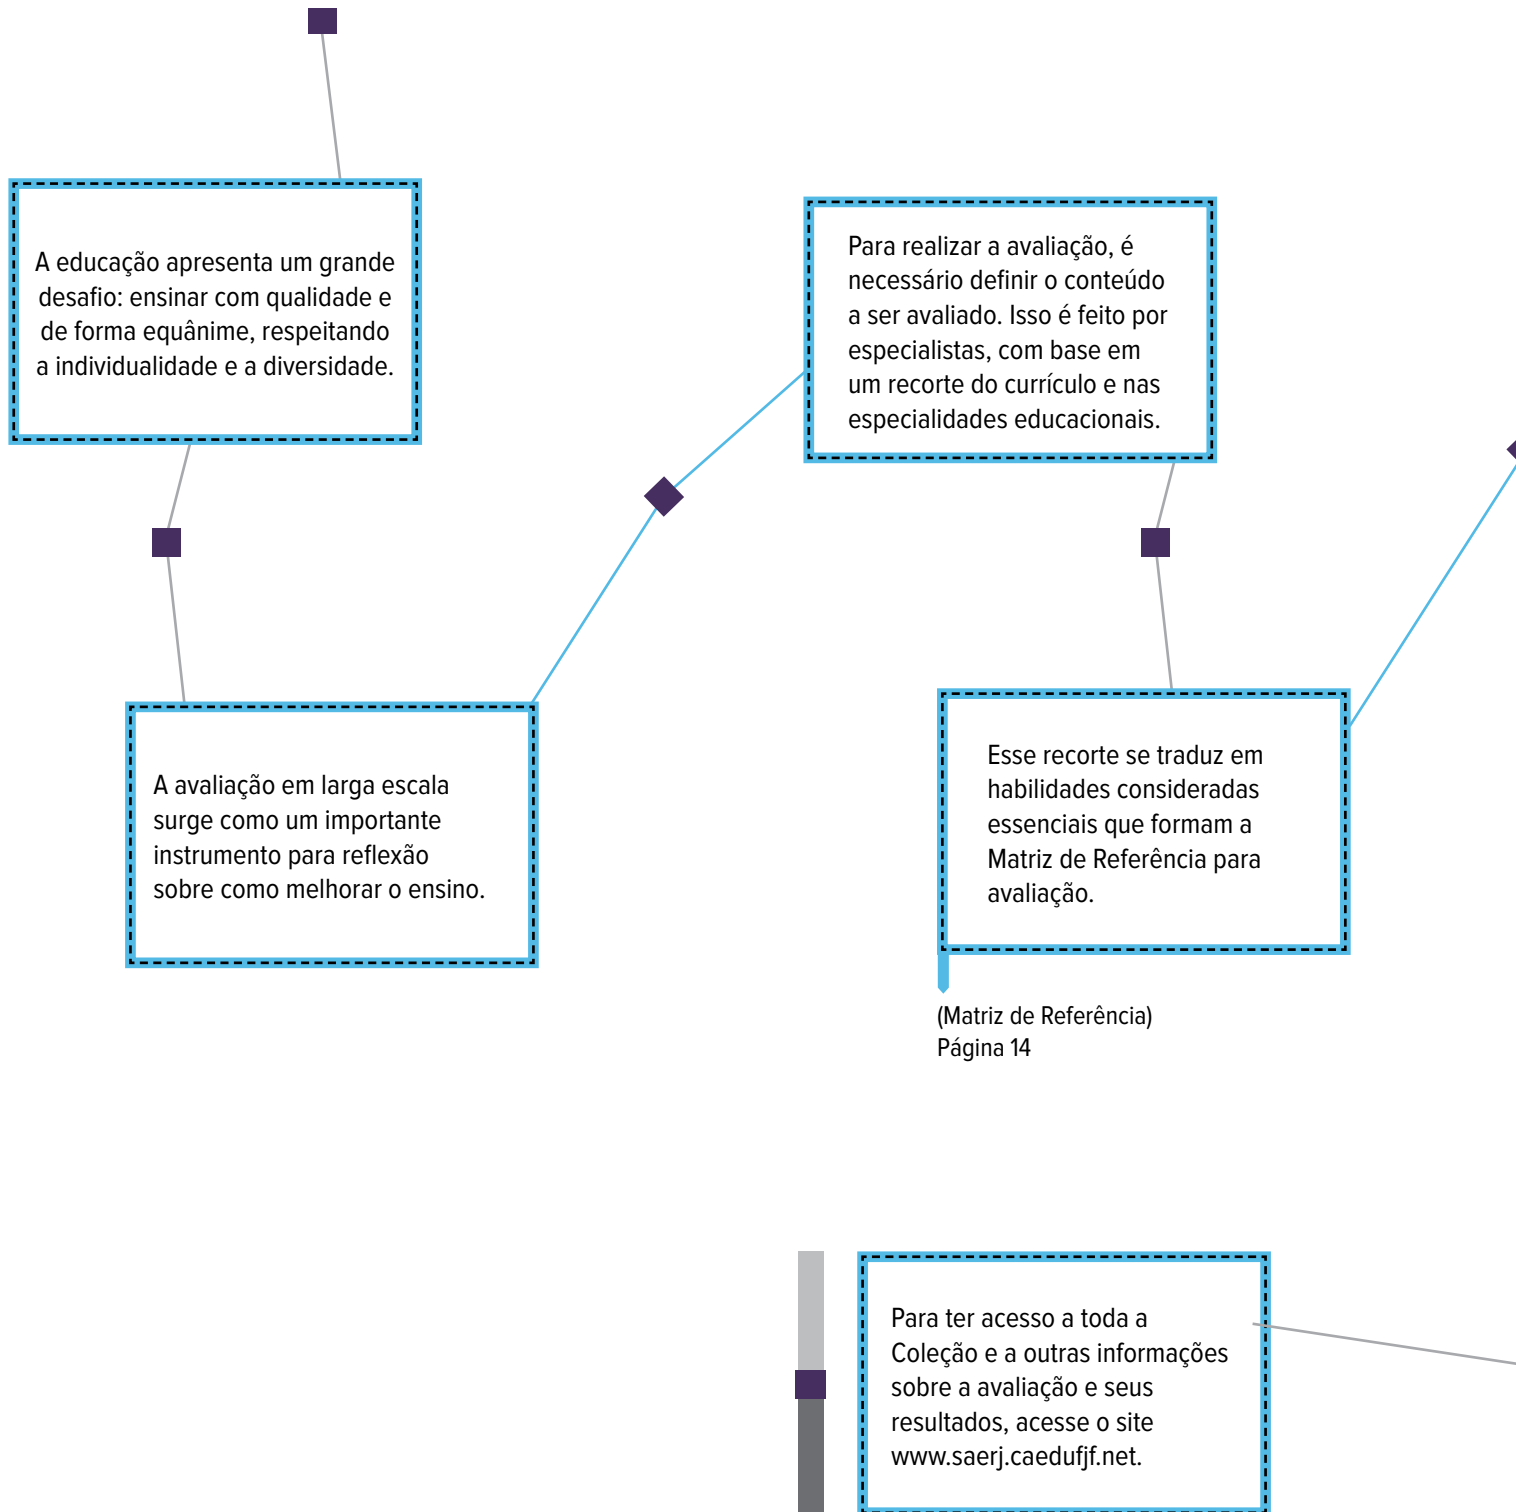 A educação apresenta um grande
desafio: ensinar com qualidade e
de forma equânime, respeitando
a individualidade e a diversidade.
A avaliação em larga escala
surge como um importante
instrumento para reflexão
sobre como melhorar o ensino.
Para realizar a avaliação, é
necessário definir o conteúdo
a ser avaliado. Isso é feito por
especialistas, com base em
um recorte do currículo e nas
especialidades educacionais.
Esse recorte se traduz em
habilidades consideradas
essenciais que formam a
Matriz de Referência para
avaliação.
(Matriz de Referência)
Página 14
Para ter acesso a toda a
Coleção e a outras informações
sobre a avaliação e seus
resultados, acesse o site
www.saerj.caedufjf.net.